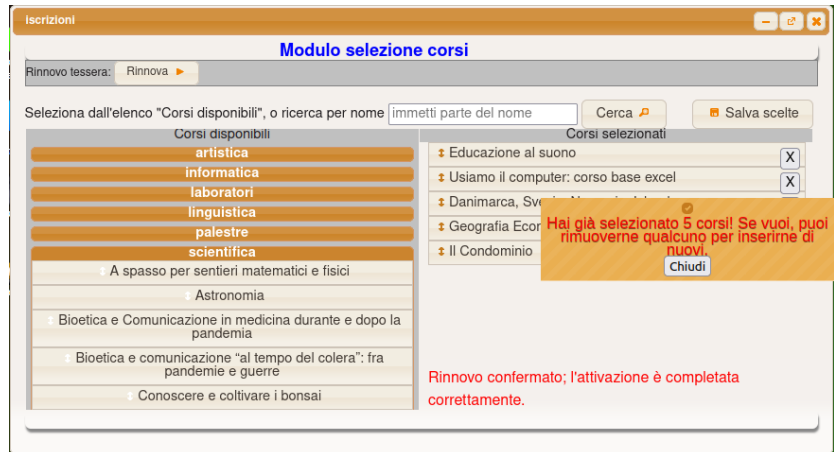 Iscrizioni
Modulo selezione corsi
Rinnovo tessera: Rinnova
Seleziona dall'elenco "Corsi disponibili", o ricerca per nome immetti parte del nome Cerca Salva scelte
Corsi disponibili
artistica
informatica
laboratori
linguistica
palestre
scientifica
A spasso per sentieri matematici e fisici
Astronomia
Bioetica e Comunicazione in medicina durante e dopo la
pandemia
Bioetica e comunicazione “al tempo del colera”: fra
pandemie e guerre
Conoscere e coltivare i bonsai
Corsi selezionati
Educazione al suono X
Usiamo il computer: corso base excel X
Danimarca,
Geografia
Il Condominio
Hai già selezionato 5 corsi! Se vuoi, puoi
rimuoverne qualcuno per inserirne di
nuovi.
Chiudi
Rinnovo confermato; l'attivazione è completata
correttamente.